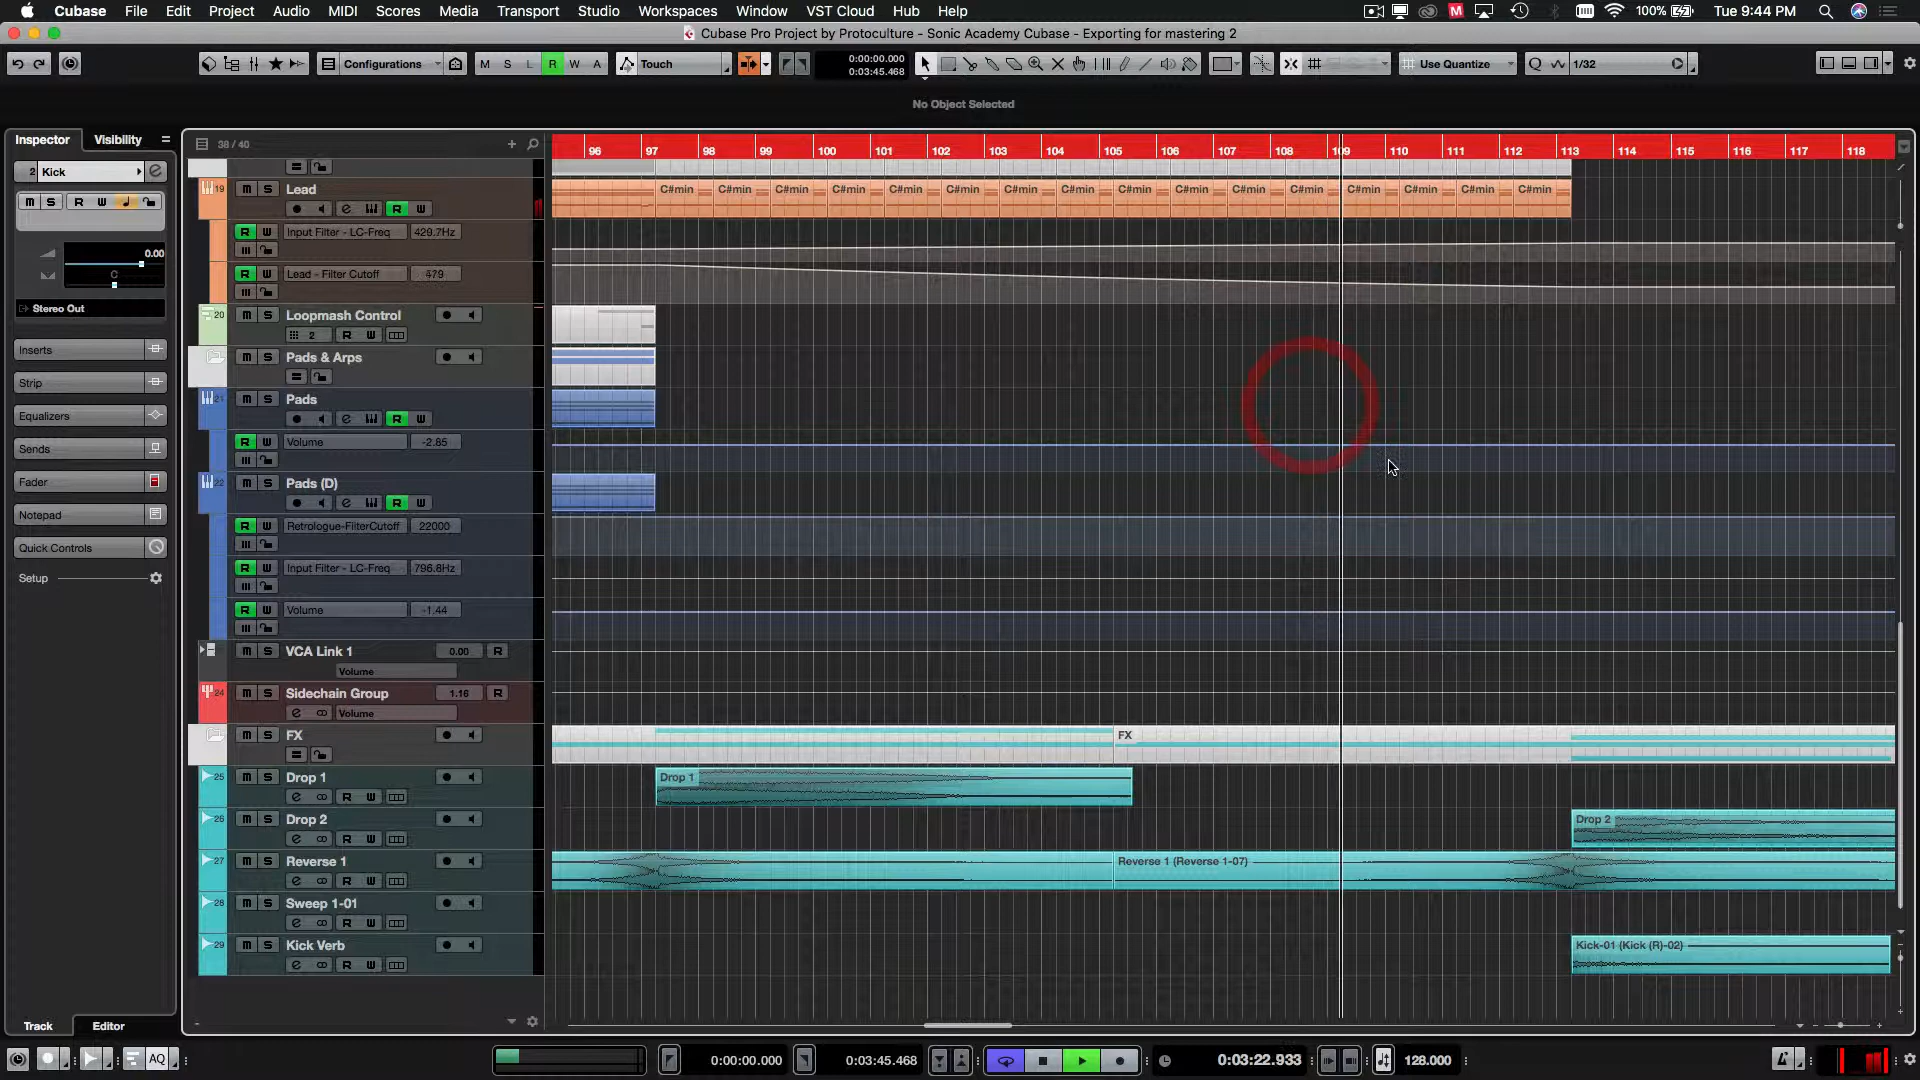 Cubase File Edit Project Audio MIDI Scores Media Transport Studio Workspaces Window VST Cloud Hub Help 100% Tue 9:44 PM
Cubase Pro Project by Protoculture - Sonic Academy Cubase - Exporting for mastering 2
Configurations M S L R W A Touch 0:00:00.000 Use Quantize Q 1/32
0:03:45.468
No Object Selected
Inspector Visibility 38 / 40
96 97 98 99 100 101 102 103 104 105 106 107 108 109 110 111 112 113 114 115 116 117 118
2 Kick
19 m S Lead C#min C#min C#min C#min C#min C#min C#min C#min C#min C#min C#min C#min C#min C#min C#min C#min
M S R W
e R W
R W Input Filter - LC-Freq 429.7Hz
0.00
C
R W Lead - Filter Cutoff 479
Stereo Out
20 m S Loopmash Control
2 R W
Inserts
m S Pads & Arps
Strip
21 m S Pads
Equalizers
e R W
R W Volume -2.85
Sends
Fader
22 m S Pads (D)
e R W
Notepad
R W Retrologue-FilterCutoff 22000
Quick Controls
R W Input Filter - LC-Freq 796.8Hz
Setup
R W Volume -1.44
m S VCA Link 1 0.00 R
Volume
24 m S Sidechain Group 1.16 R
e Volume
m S FX FX
25 m S Drop 1 Drop 1
e R W
26 m S Drop 2 Drop 2
e R W
27 m S Reverse 1 Reverse 1 (Reverse 1-07)
e R W
28 m S Sweep 1-01
e R W
29 m S Kick Verb Kick-01 (Kick (R)-02)
e R W
Track Editor
AQ 0:00:00.000 0:03:45.468 0:03:22.933 128.000